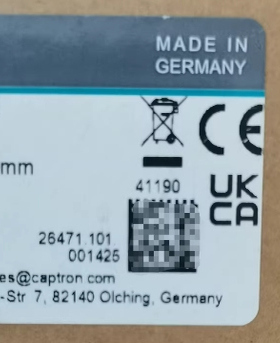 MADE IN
GERMANY
CE
mm
41190
UK
CA
26471.101.
001425
es@captron.com
-Str 7, 82140 Olching, Germany